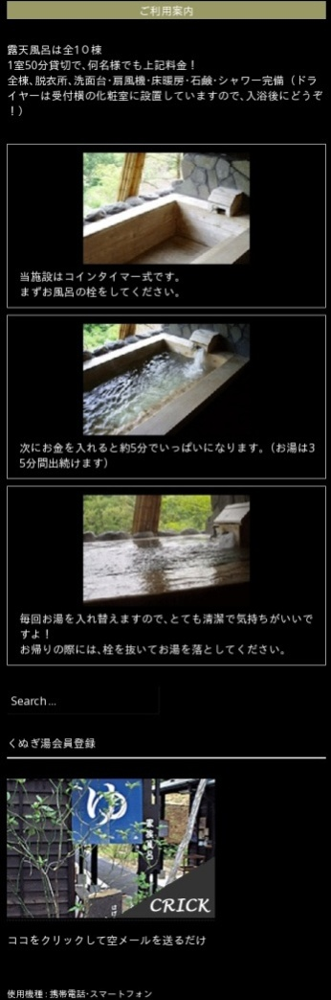 ご利用案内
露天風呂は全10棟
1室50分貸切で、何名様でも上記料金！
全棟、脱衣所、洗面台･扇風機･床暖房･石鹸･シャワー完備（ドラ
イヤーは受付横の化粧室に設置していますので、入浴後にどうぞ
！）
当施設はコインタイマー式です。
まずお風呂の栓をしてください。
次にお金を入れると約5分でいっぱいになります。（お湯は3
5分間出続けます）
毎回お湯を入れ替えますので、とても清潔で気持ちがいいで
すよ！
お帰りの際には、栓を抜いてお湯を落としてください。
Search …
くぬぎ湯会員登録
ゆ
家族風呂
CRICK
ココをクリックして空メールを送るだけ
使用機種 : 携帯電話･スマートフォン